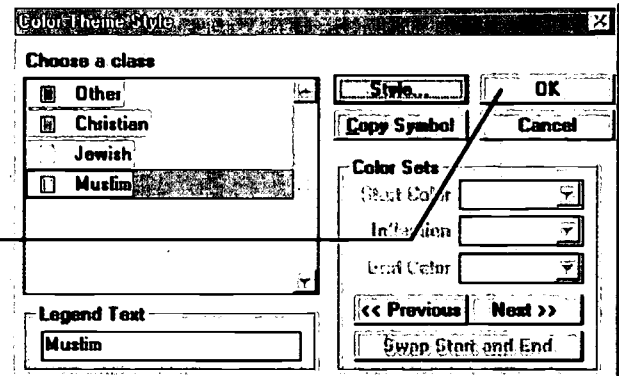 Color Theme Style
Choose a class
Other
Christian
Jewish
Muslim
Style...
OK
Copy Symbol
Cancel
Color Sets
Start Color
Inflection
End Color
<< Previous
Next >>
Swap Start and End
Legend Text
Muslim